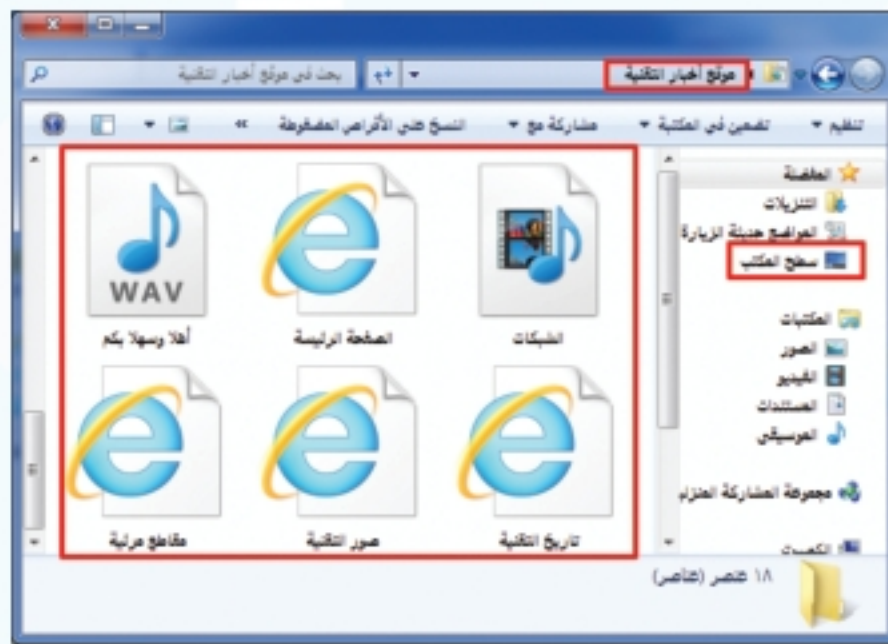 موقع أخبار التقنية
بحث في موقع أخبار التقنية
تنظيم
تضمين في المكتبة
مشاركة مع
النسخ على الأقراص المضغوطة
المفضلة
التنزيلات
المواضع حديثة الزيارة
سطح المكتب
المكتبات
الصور
الفيديو
المستندات
الموسيقى
مجموعة المشاركة المنزلي
الشبكات
الصفحة الرئيسة
WAV
أهلا وسهلا بكم
تاريخ التقنية
صور التقنية
مقاطع مرئية
١٨ عنصر (عناصر)